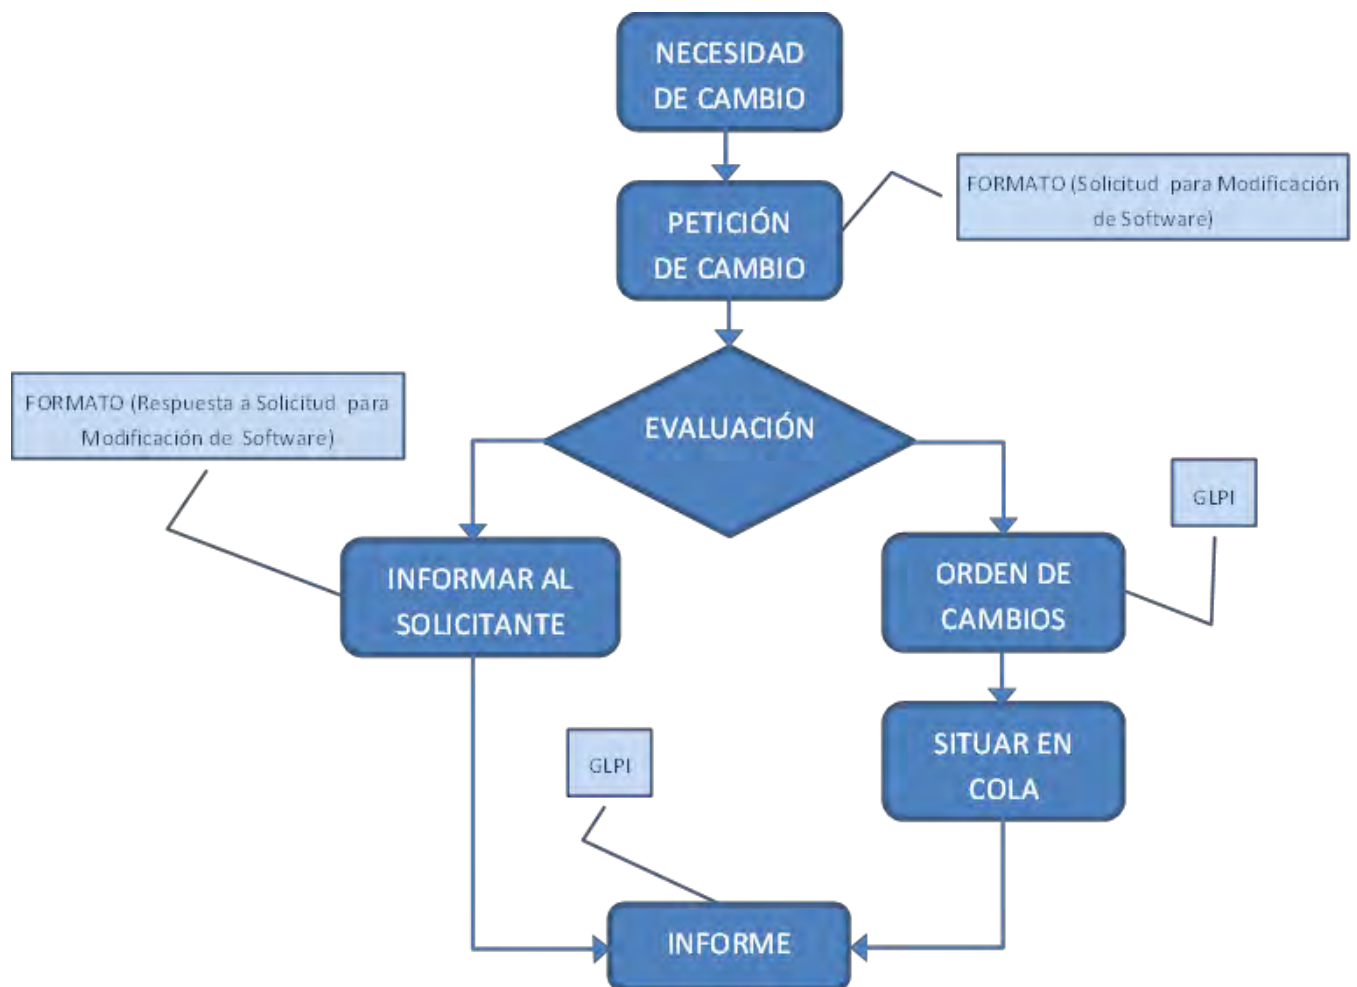 NECESIDAD
DE CAMBIO
FORMATO (Solicitud para Modificación
de Software)
PETICIÓN
DE CAMBIO
FORMATO (Respuesta a Solicitud para
Modificación de Software)
EVALUACIÓN
GLPI
INFORMAR AL
SOLICITANTE
ORDEN DE
CAMBIOS
SITUAR EN
COLA
GLPI
INFORME